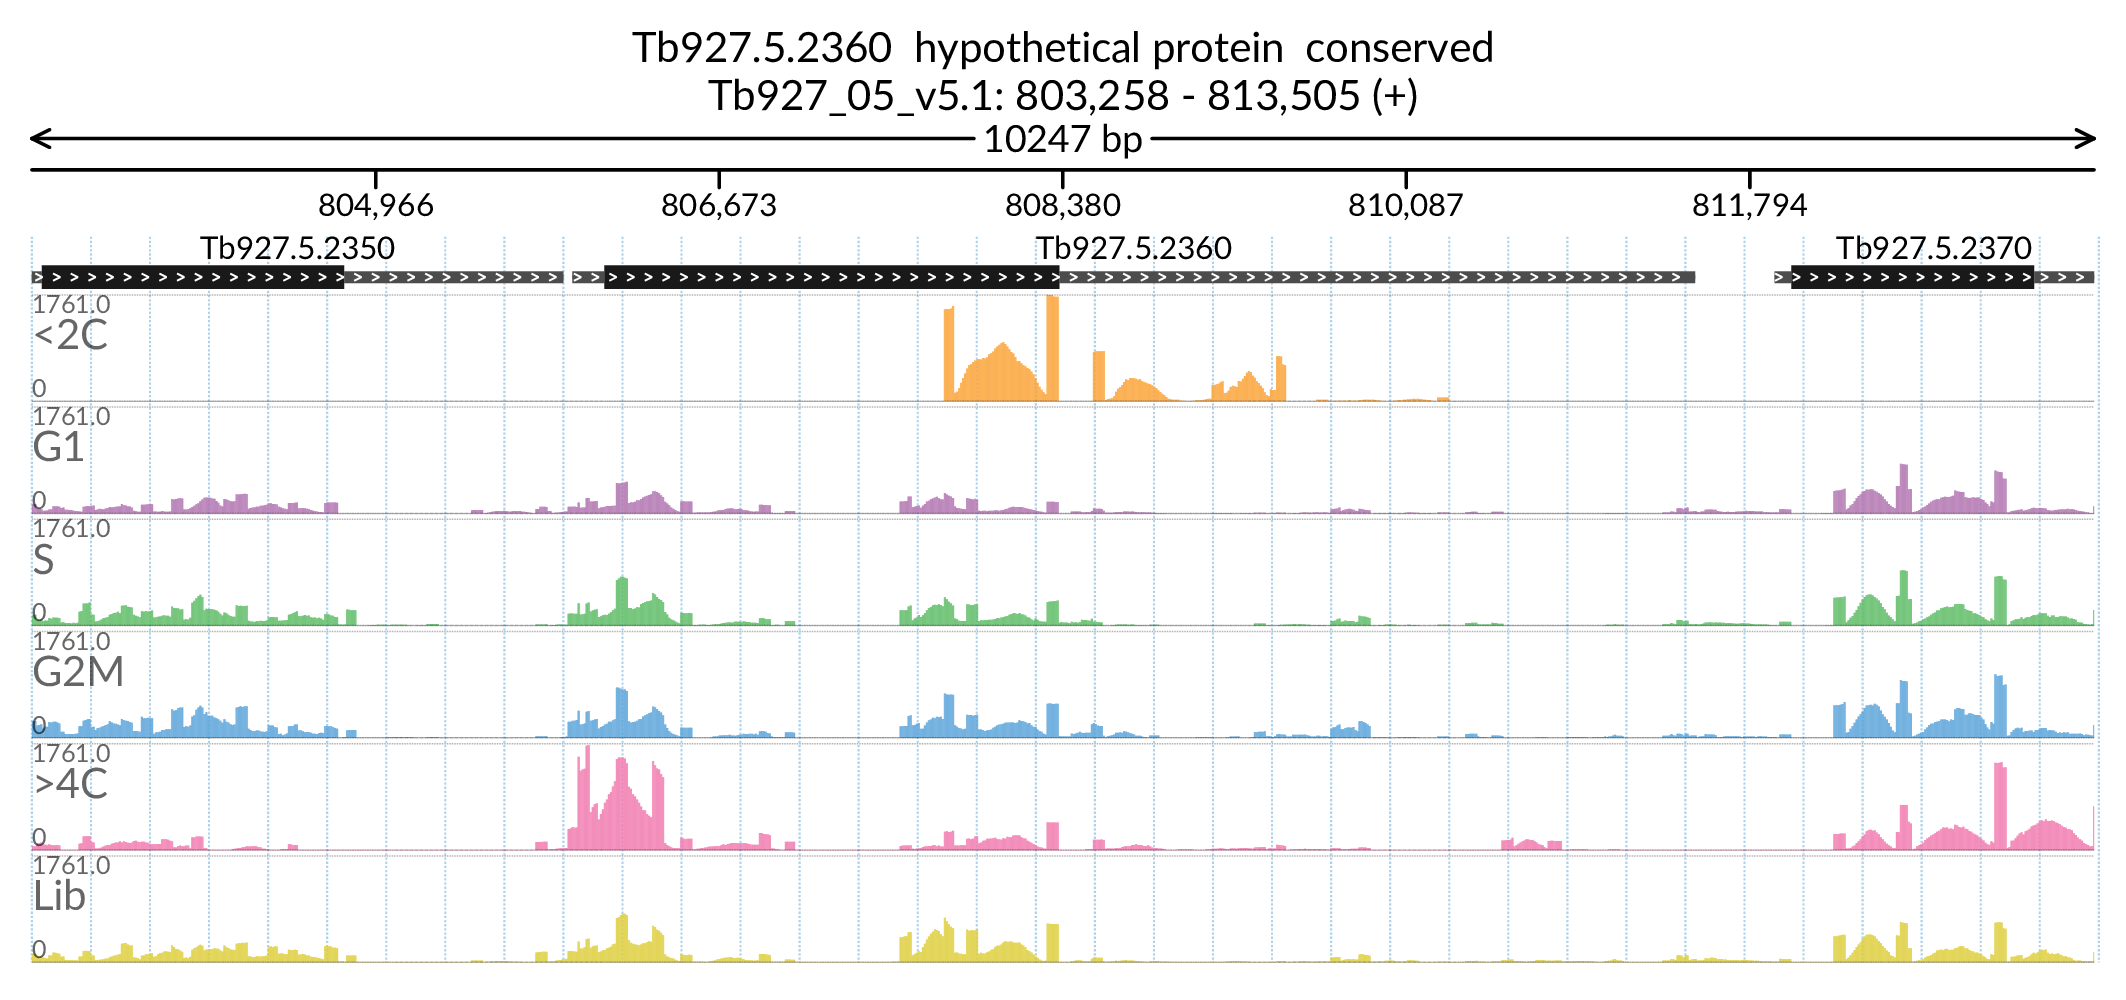 Tb927.5.2360  hypothetical protein  conserved
Tb927_05_v5.1: 803,258 - 813,505 (+)
10247 bp
804,966 806,673 808,380 810,087 811,794
Tb927.5.2350 Tb927.5.2360 Tb927.5.2370
1761.0
<2C
0
1761.0
G1
0
1761.0
S
0
1761.0
G2M
0
1761.0
>4C
0
1761.0
Lib
0